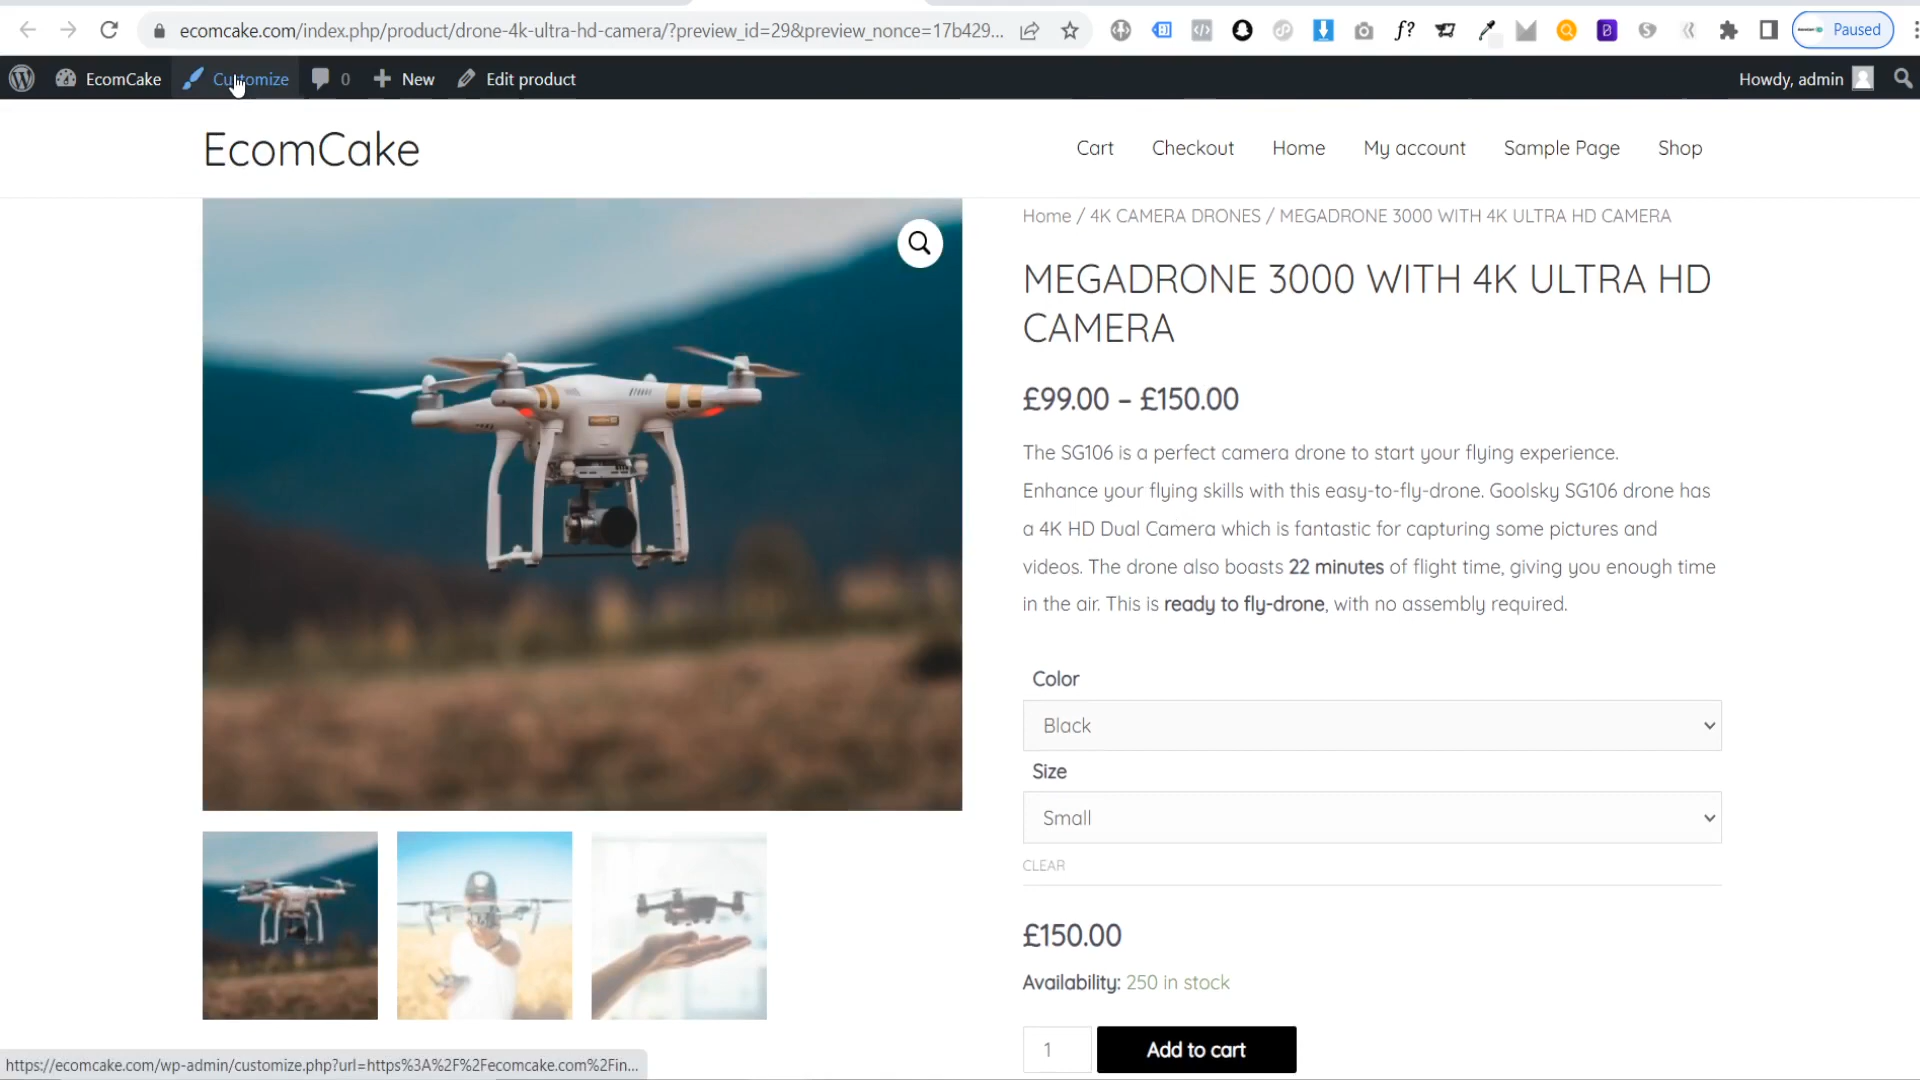 ecomcake.com/index.php/product/drone-4k-ultra-hd-camera/?preview_id=29&preview_nonce=17b429...
f?
B
Paused
EcomCake
Customize
0
New
Edit product
Howdy, admin
EcomCake
Cart
Checkout
Home
My account
Sample Page
Shop
Home / 4K CAMERA DRONES / MEGADRONE 3000 WITH 4K ULTRA HD CAMERA
MEGADRONE 3000 WITH 4K ULTRA HD
CAMERA
£99.00 – £150.00
The SG106 is a perfect camera drone to start your flying experience.
Enhance your flying skills with this easy-to-fly-drone. Goolsky SG106 drone has
a 4K HD Dual Camera which is fantastic for capturing some pictures and
videos. The drone also boasts 22 minutes of flight time, giving you enough time
in the air. This is ready to fly-drone, with no assembly required.
Color
Black
Size
Small
CLEAR
£150.00
Availability: 250 in stock
1
Add to cart
https://ecomcake.com/wp-admin/customize.php?url=https%3A%2F%2Fecomcake.com%2Fin...